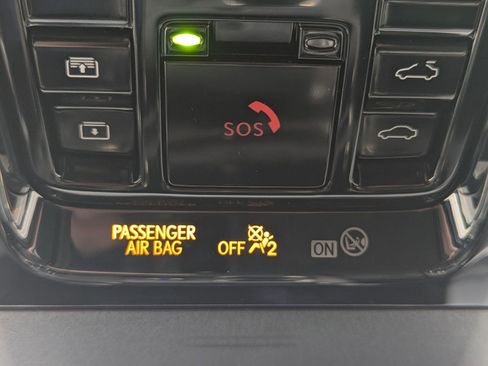 SOS
PASSENGER
AIR BAG OFF 2 ON